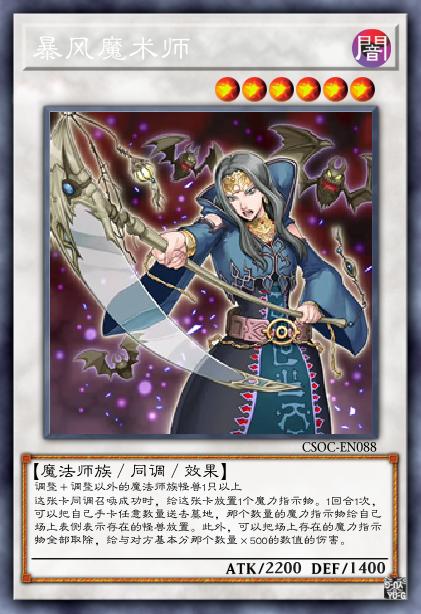 暴风魔术师
闇
CSOC-EN088
【魔法师族／同调／效果】
调整＋调整以外的魔法师族怪兽1只以上
这张卡同调召唤成功时，给这张卡放置1个魔力指示物。1回合1次，
可以把自己手卡任意数量送去墓地，那个数量的魔力指示物给自己
场上表侧表示存在的怪兽放置。此外，可以把场上存在的魔力指示
物全部取除，给与对方基本分那个数量×500的数值的伤害。
ATK/2200 DEF/1400